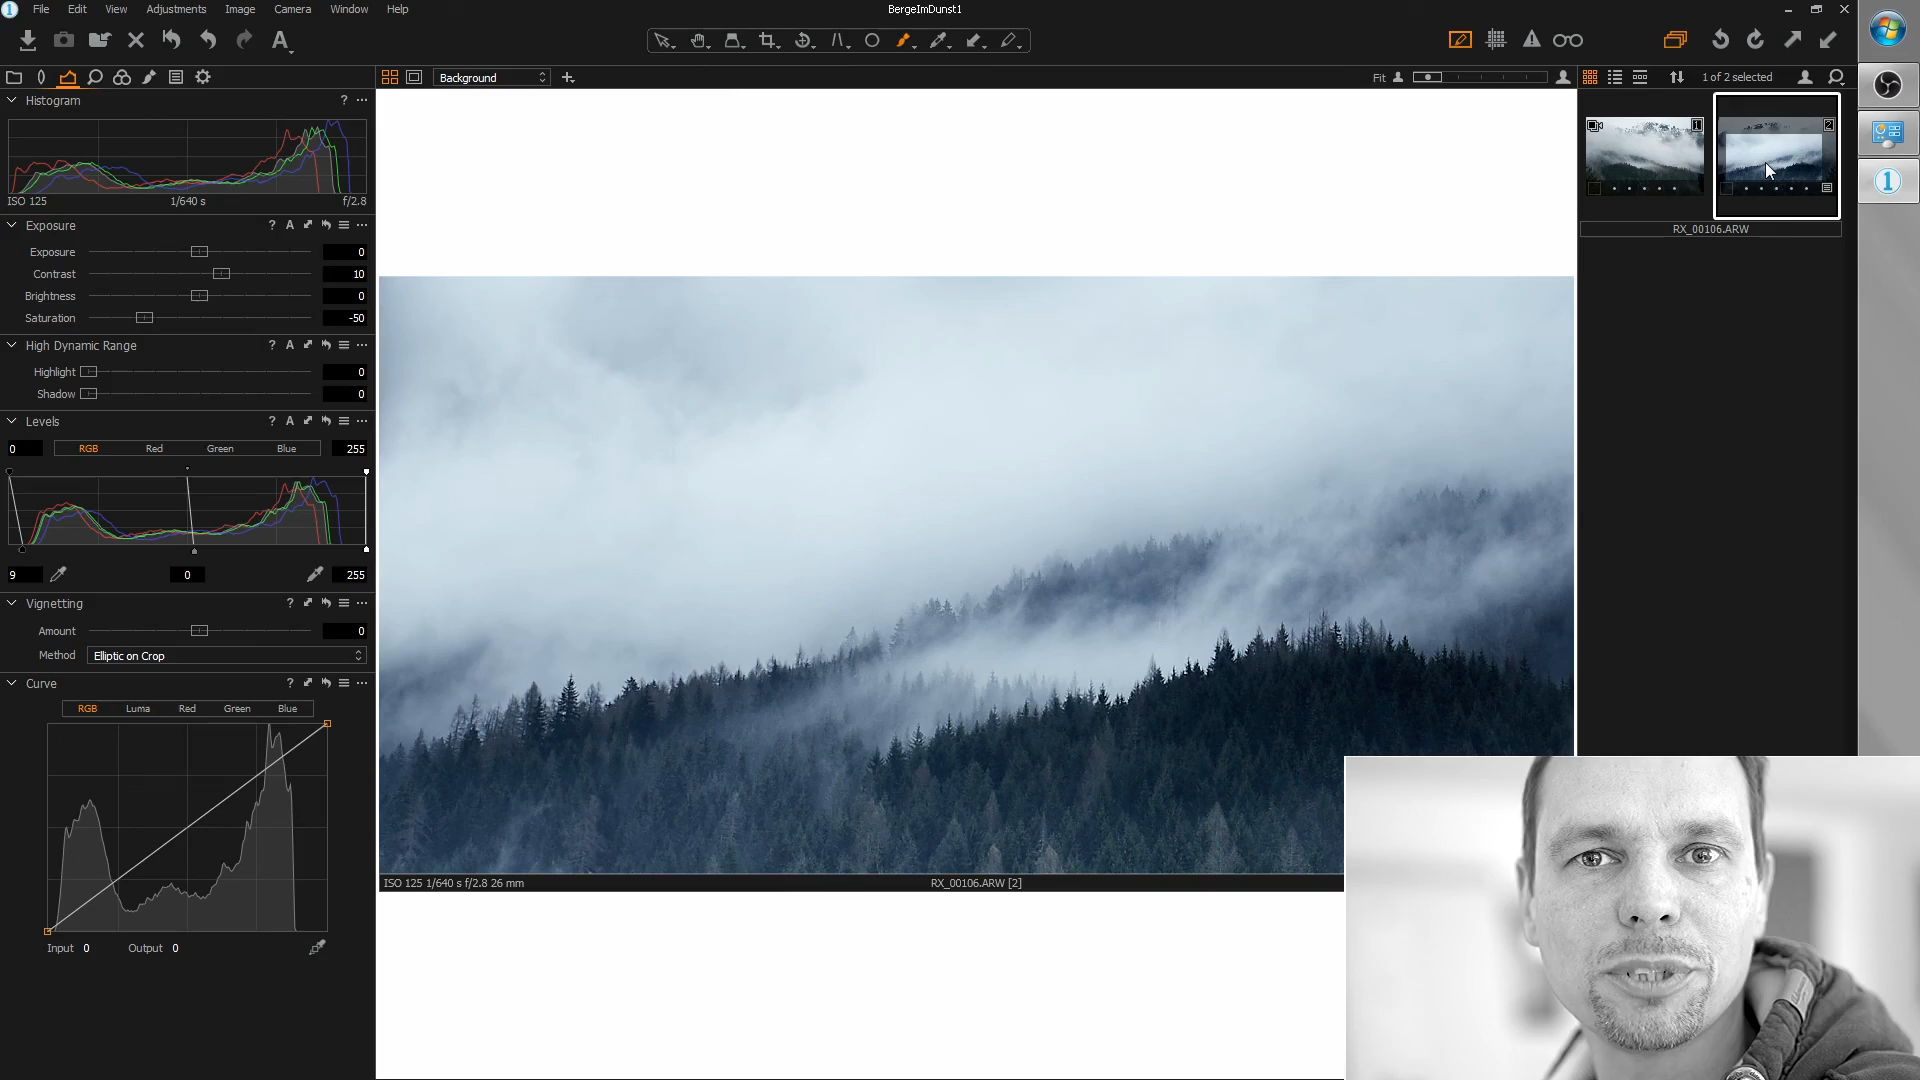 File Edit View Adjustments Image Camera Window Help
BergeImDunst1
A
Background
Fit
1 of 2 selected
Histogram
?
ISO 125 1/640 s f/2.8
Exposure
? A
Exposure 0
Contrast 10
Brightness 0
Saturation -50
High Dynamic Range
? A
Highlight 0
Shadow 0
Levels
? A
0 RGB Red Green Blue 255
9 0 255
Vignetting
?
Amount 0
Method Elliptic on Crop
Curve
?
RGB Luma Red Green Blue
Input 0 Output 0
ISO 125 1/640 s f/2.8 26 mm
RX_00106.ARW [2]
1
2
RX_00106.ARW
1